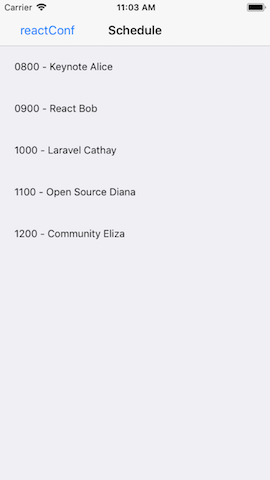 Carrier 11:03 AM
reactConf Schedule
0800 - Keynote Alice
0900 - React Bob
1000 - Laravel Cathay
1100 - Open Source Diana
1200 - Community Eliza